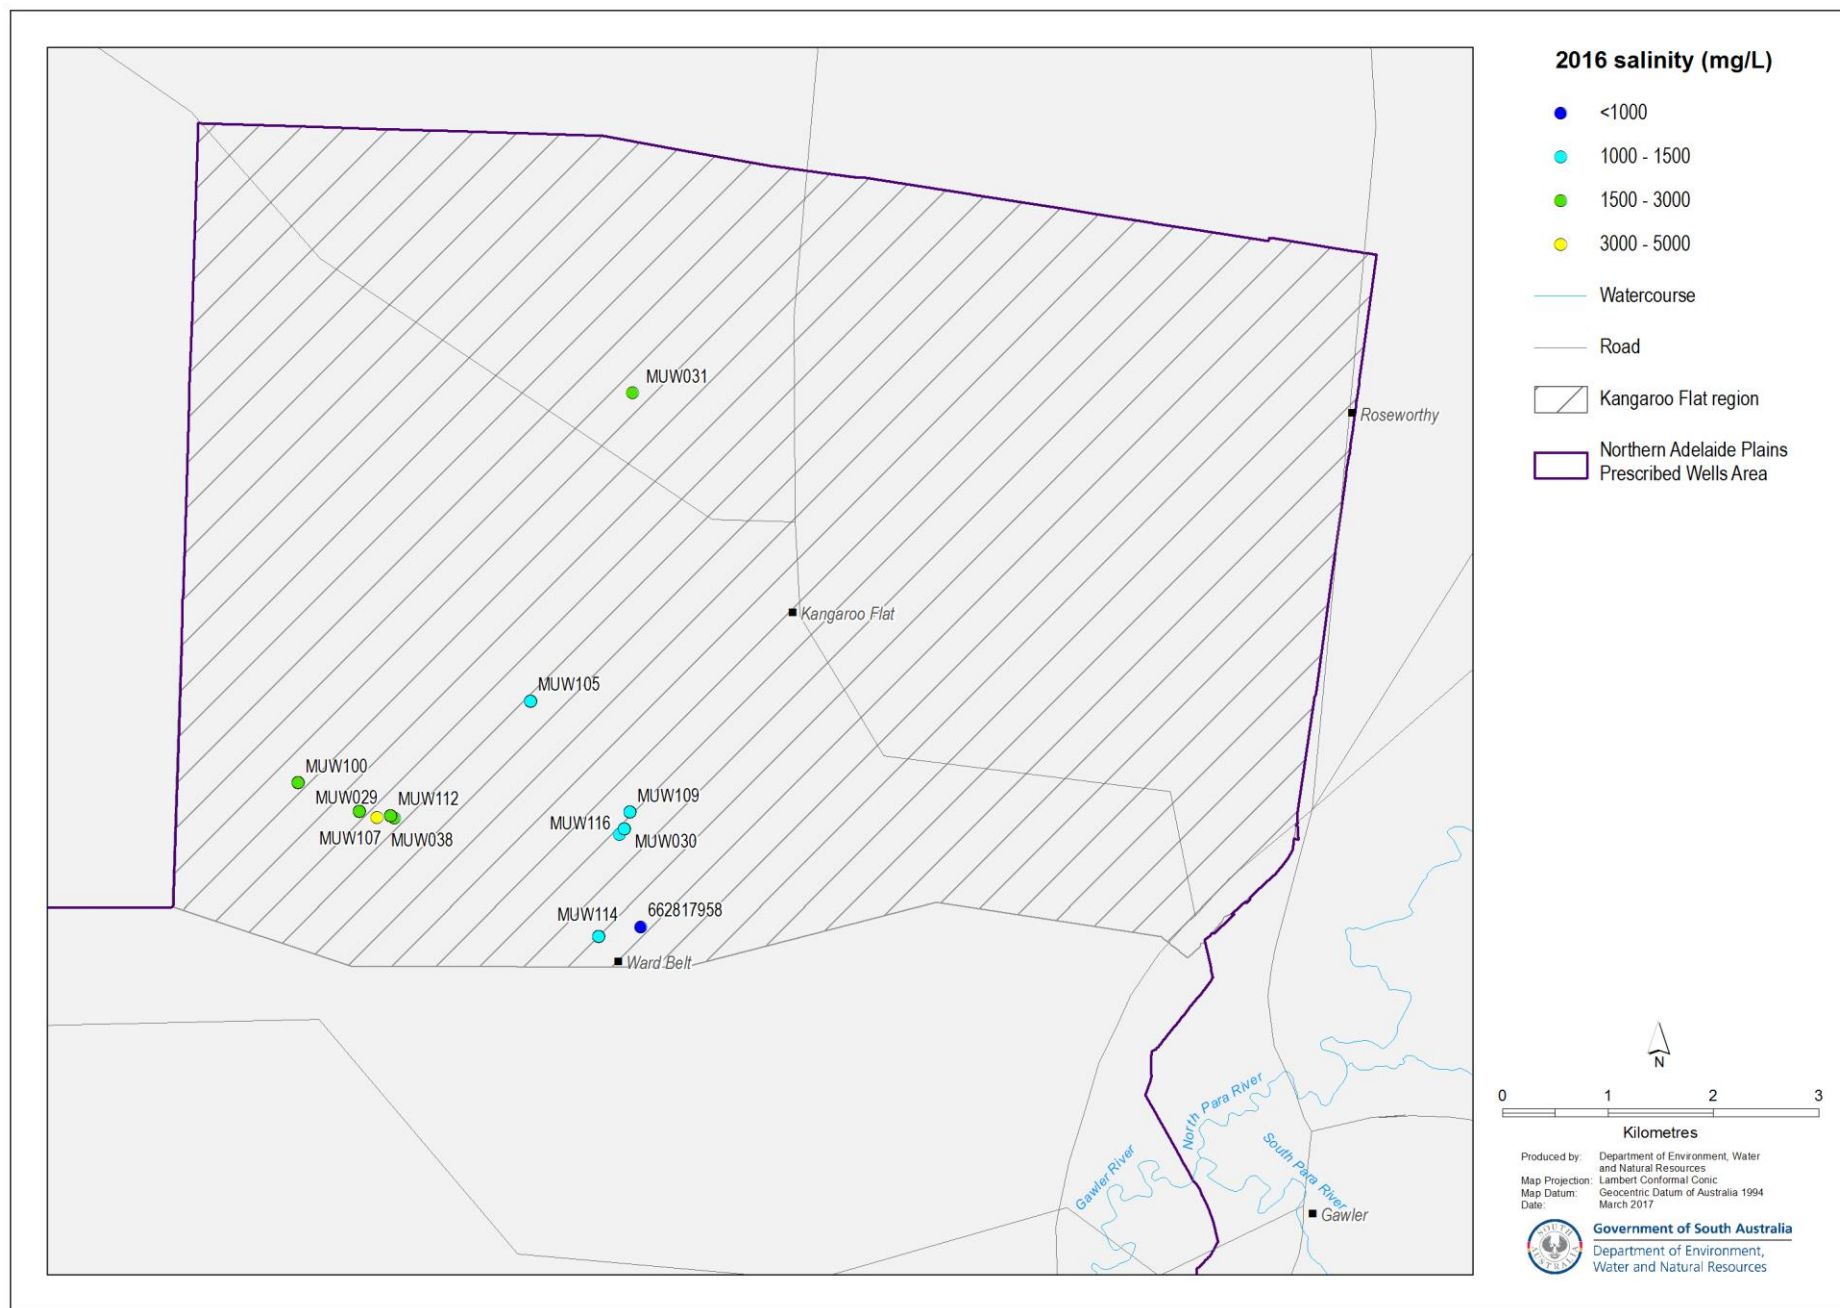 MUW031
Roseworthy
Kangaroo Flat
MUW105
MUW100
MUW029
MUW112
MUW107
MUW038
MUW109
MUW116
MUW030
MUW114
662817958
Ward Belt
North Para River
South Para River
Gawler River
Gawler
2016 salinity (mg/L)
<1000
1000 - 1500
1500 - 3000
3000 - 5000
Watercourse
Road
Kangaroo Flat region
Northern Adelaide Plains
Prescribed Wells Area
N
0 1 2 3
Kilometres
Produced by: Department of Environment, Water
and Natural Resources
Map Projection: Lambert Conformal Conic
Map Datum: Geocentric Datum of Australia 1994
Date: March 2017
SOUTH AUSTRALIA
Government of South Australia
Department of Environment,
Water and Natural Resources